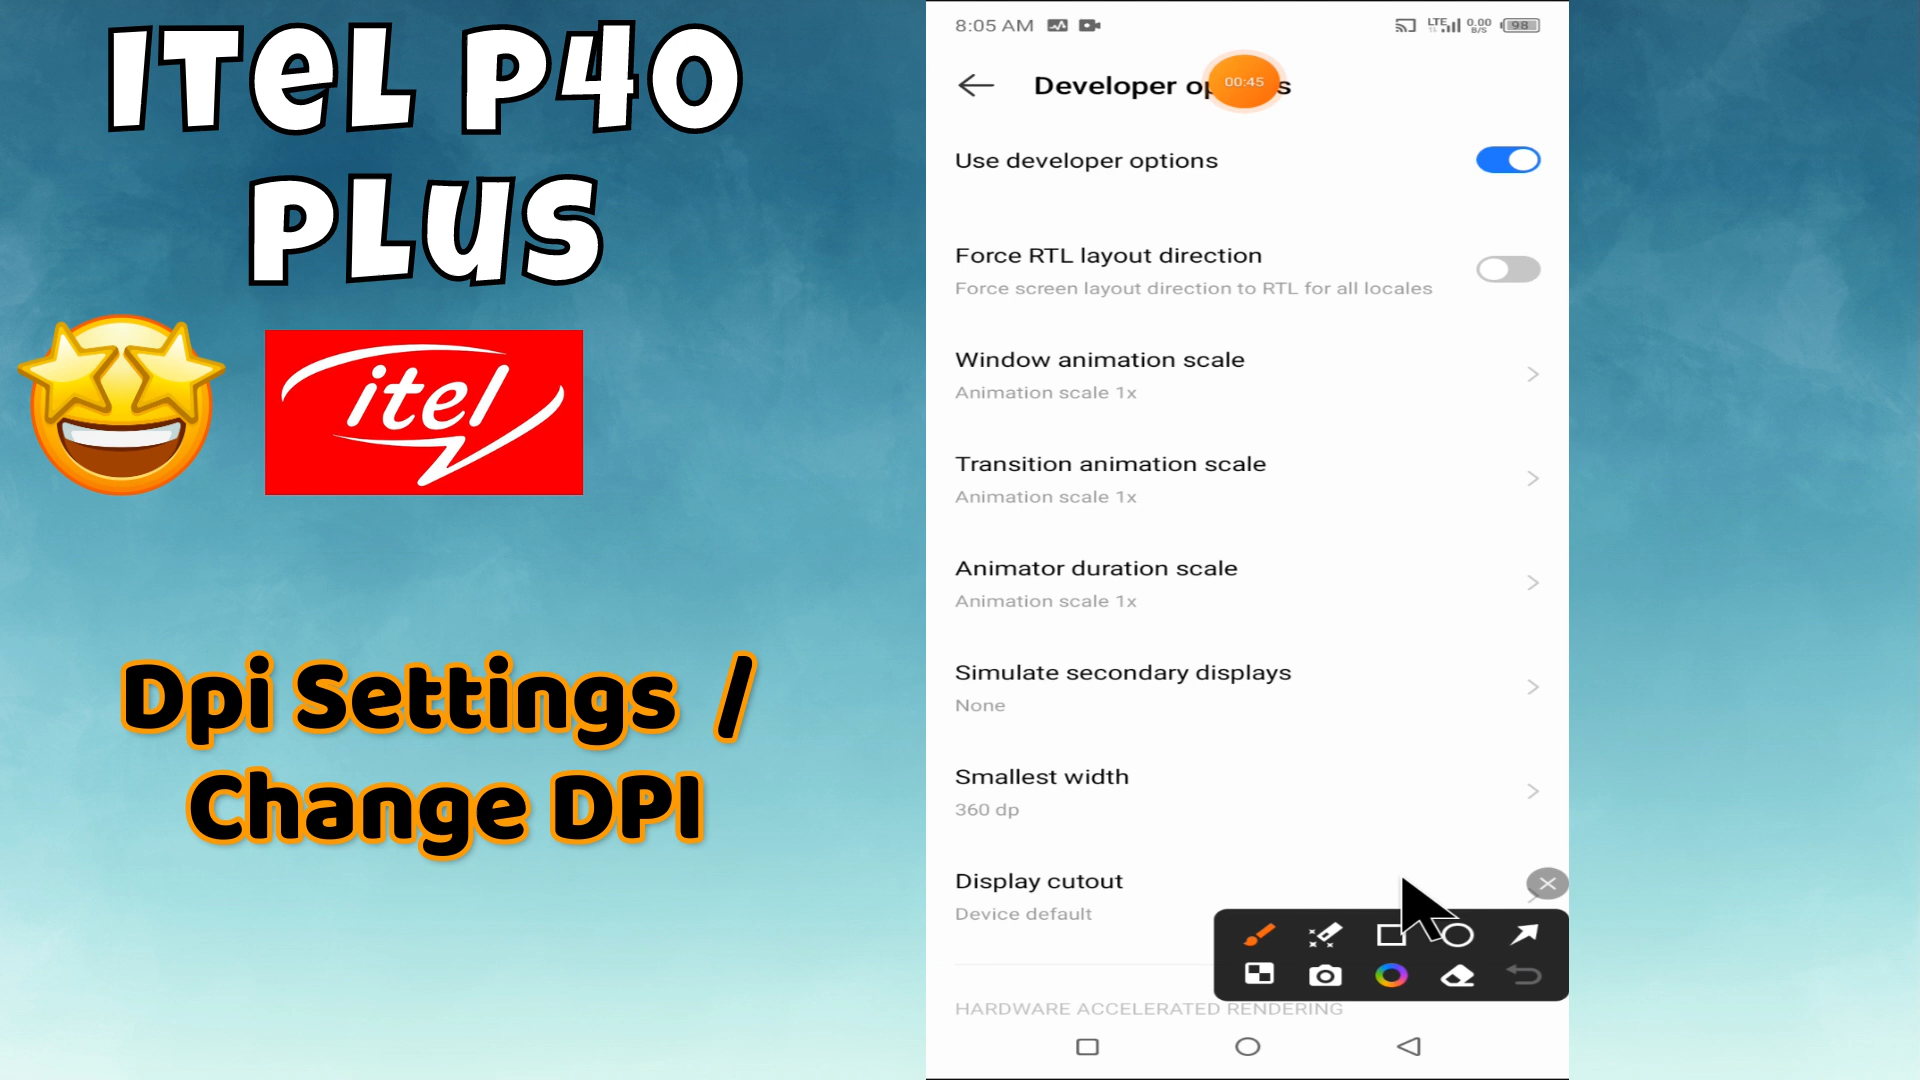 ITEL P40
PLUS
itel
Dpi Settings /
Change DPI
8:05 AM
LTE
0.00
B/S
98
Developer op s
00:45
Use developer options
Force RTL layout direction
Force screen layout direction to RTL for all locales
Window animation scale
Animation scale 1x
Transition animation scale
Animation scale 1x
Animator duration scale
Animation scale 1x
Simulate secondary displays
None
Smallest width
360 dp
Display cutout
Device default
HARDWARE ACCELERATED RENDERING